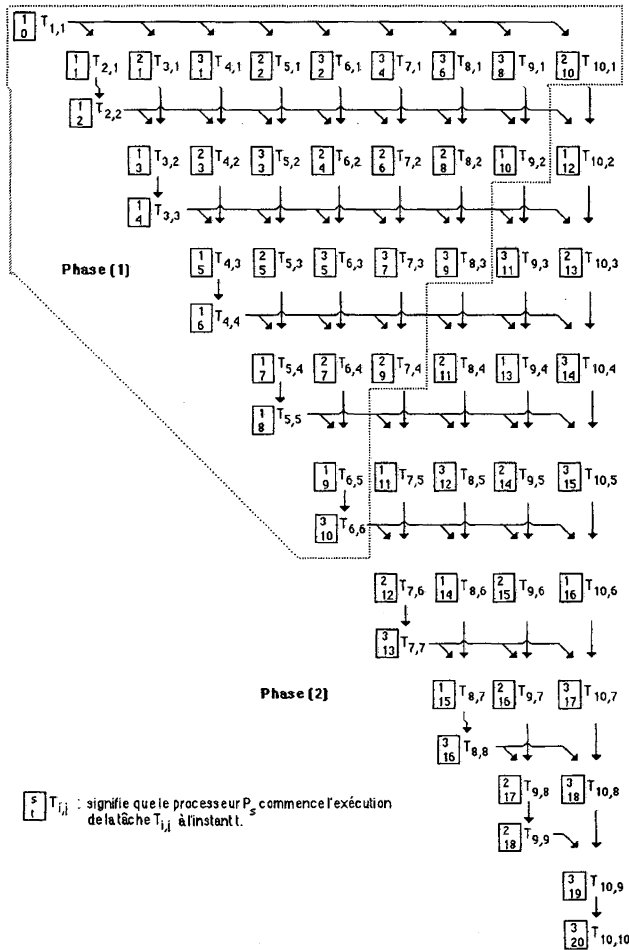 1 0 T1,1
1 1 T2,1 2 1 T3,1 3 1 T4,1 2 2 T5,1 3 2 T6,1 3 4 T7,1 3 6 T8,1 3 8 T9,1 2 10 T10,1
1 2 T2,2
1 3 T3,2 2 3 T4,2 3 3 T5,2 2 4 T6,2 2 6 T7,2 2 8 T8,2 1 10 T9,2 1 12 T10,2
1 4 T3,3
1 5 T4,3 2 5 T5,3 3 5 T6,3 3 7 T7,3 3 9 T8,3 3 11 T9,3 2 13 T10,3
Phase (1)
1 6 T4,4
1 7 T5,4 2 7 T6,4 2 9 T7,4 2 11 T8,4 1 13 T9,4 3 14 T10,4
1 8 T5,5
1 9 T6,5 1 11 T7,5 3 12 T8,5 2 14 T9,5 3 15 T10,5
3 10 T6,6
2 12 T7,6 1 14 T8,6 2 15 T9,6 1 16 T10,6
3 13 T7,7
Phase (2)
1 15 T8,7 2 16 T9,7 3 17 T10,7
3 16 T8,8
2 17 T9,8 3 18 T10,8
s t Ti,j : signifie que le processeur Ps commence l'exécution
de la tâche Ti,j à l'instant t.
2 18 T9,9
3 19 T10,9
3 20 T10,10